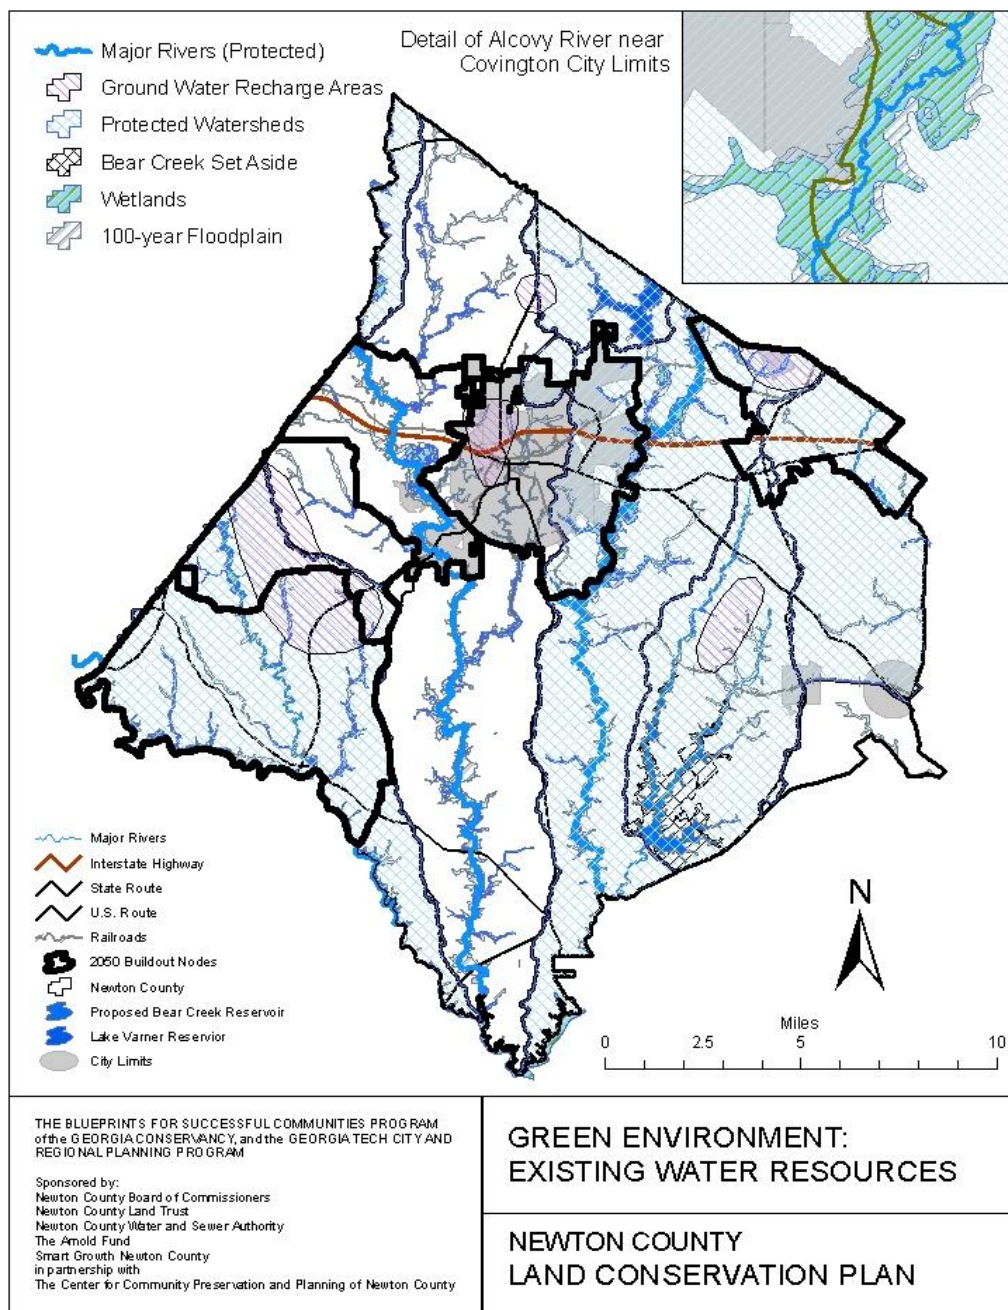 Major Rivers (Protected)
Ground Water Recharge Areas
Protected Watersheds
Bear Creek Set Aside
Wetlands
100-year Floodplain
Detail of Alcovy River near
Covington City Limits
Major Rivers
Interstate Highway
State Route
U.S. Route
Railroads
2050 Buildout Nodes
Newton County
Proposed Bear Creek Reservoir
Lake Varner Reservior
City Limits
N
Miles
0 2.5 5 10
THE BLUEPRINTS FOR SUCCESSFUL COMMUNITIES PROGRAM
of the GEORGIA CONSERVANCY, and the GEORGIA TECH CITY AND
REGIONAL PLANNING PROGRAM
Sponsored by:
Newton County Board of Commissioners
Newton County Land Trust
Newton County Water and Sewer Authority
The Arnold Fund
Smart Growth Newton County
in partnership with
The Center for Community Preservation and Planning of Newton County
GREEN ENVIRONMENT:
EXISTING WATER RESOURCES
NEWTON COUNTY
LAND CONSERVATION PLAN